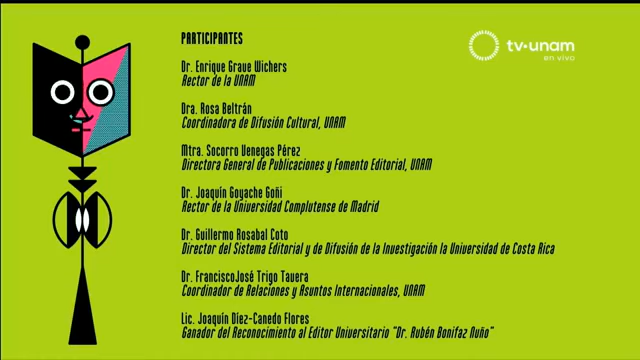 PARTICIPANTES
tv·unam
en vivo
Dr. Enrique Graue Wichers
Rector de la UNAM
Dra. Rosa Beltrán
Coordinadora de Difusión Cultural, UNAM
Mtra. Socorro Venegas Pérez
Directora General de Publicaciones y Fomento Editorial, UNAM
Dr. Joaquín Goyache Goñi
Rector de la Universidad Complutense de Madrid
Dr. Guillermo Rosabal Coto
Director del Sistema Editorial y de Difusión de la Investigación la Universidad de Costa Rica
Dr. FranciscoJosé Trigo Tavera
Coordinador de Relaciones y Asuntos Internacionales, UNAM
Lic. Joaquín Díez-Canedo Flores
Ganador del Reconocimiento al Editor Universitario "Dr. Rubén Bonifaz Nuño"